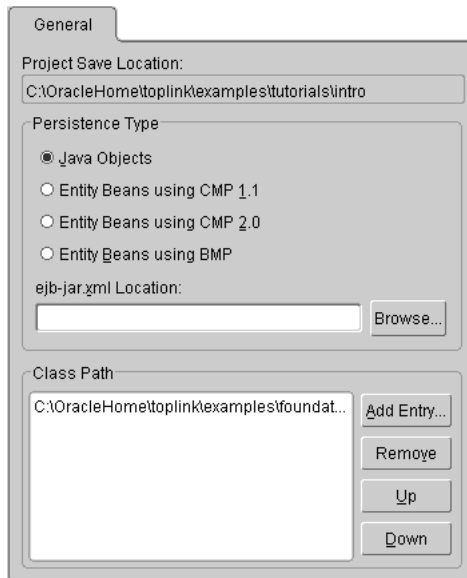 General
Project Save Location:
C:\OracleHome\toplink\examples\tutorials\intro
Persistence Type
Java Objects
Entity Beans using CMP 1.1
Entity Beans using CMP 2.0
Entity Beans using BMP
ejb-jar.xml Location:
Browse...
Class Path
C:\OracleHome\toplink\examples\foundat...
Add Entry...
Remove
Up
Down